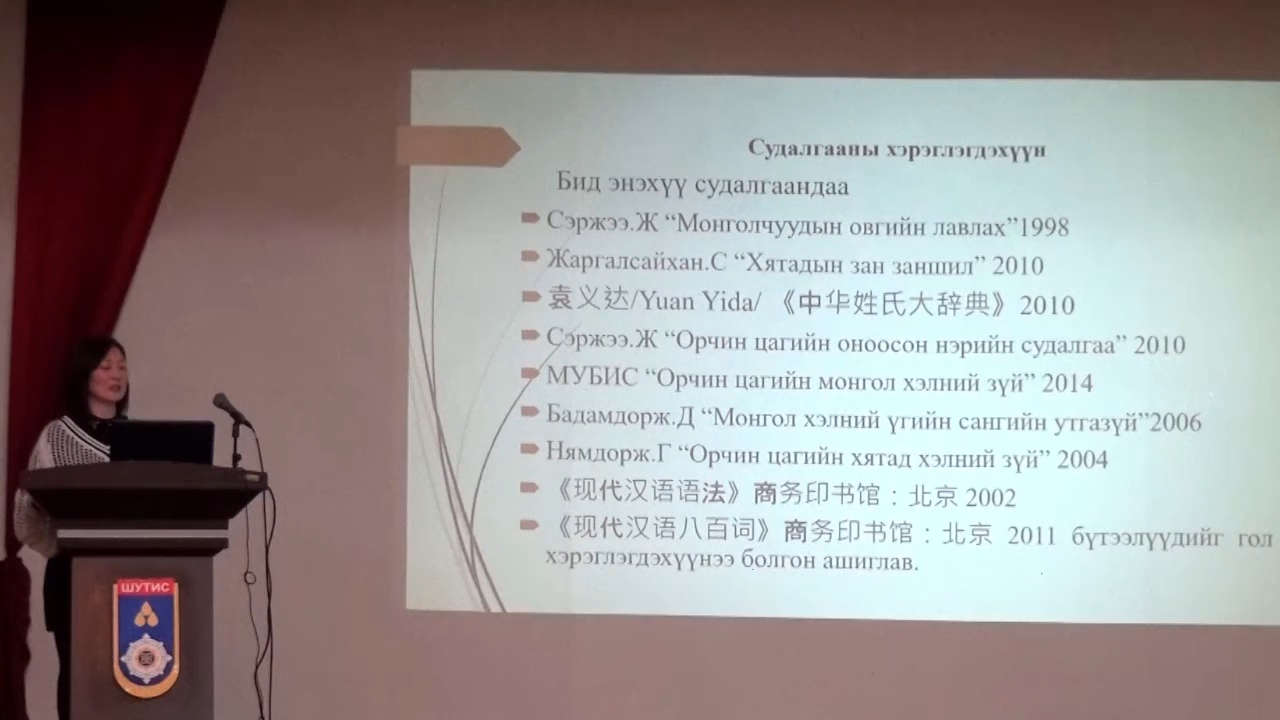 Судалгааны хэрэглэгдэхүүн
Бид энэхүү судалгаандаа
Сэржээ.Ж “Монголчуудын овгийн лавлах”1998
Жаргалсайхан.С “Хятадын зан заншил” 2010
袁义达/Yuan Yida/ 《中华姓氏大辞典》 2010
Сэржээ.Ж “Орчин цагийн оноосон нэрийн судалгаа” 2010
МУБИС “Орчин цагийн монгол хэлний зүй” 2014
Бадамдорж.Д “Монгол хэлний үгийн сангийн утгазүй”2006
Нямдорж.Г “Орчин цагийн хятад хэлний зүй” 2004
《现代汉语语法》商务印书馆：北京 2002
《现代汉语八百词》商务印书馆：北京 2011 бүтээлүүдийг гол
хэрэглэгдэхүүнээ болгон ашиглав.
ШУТИС